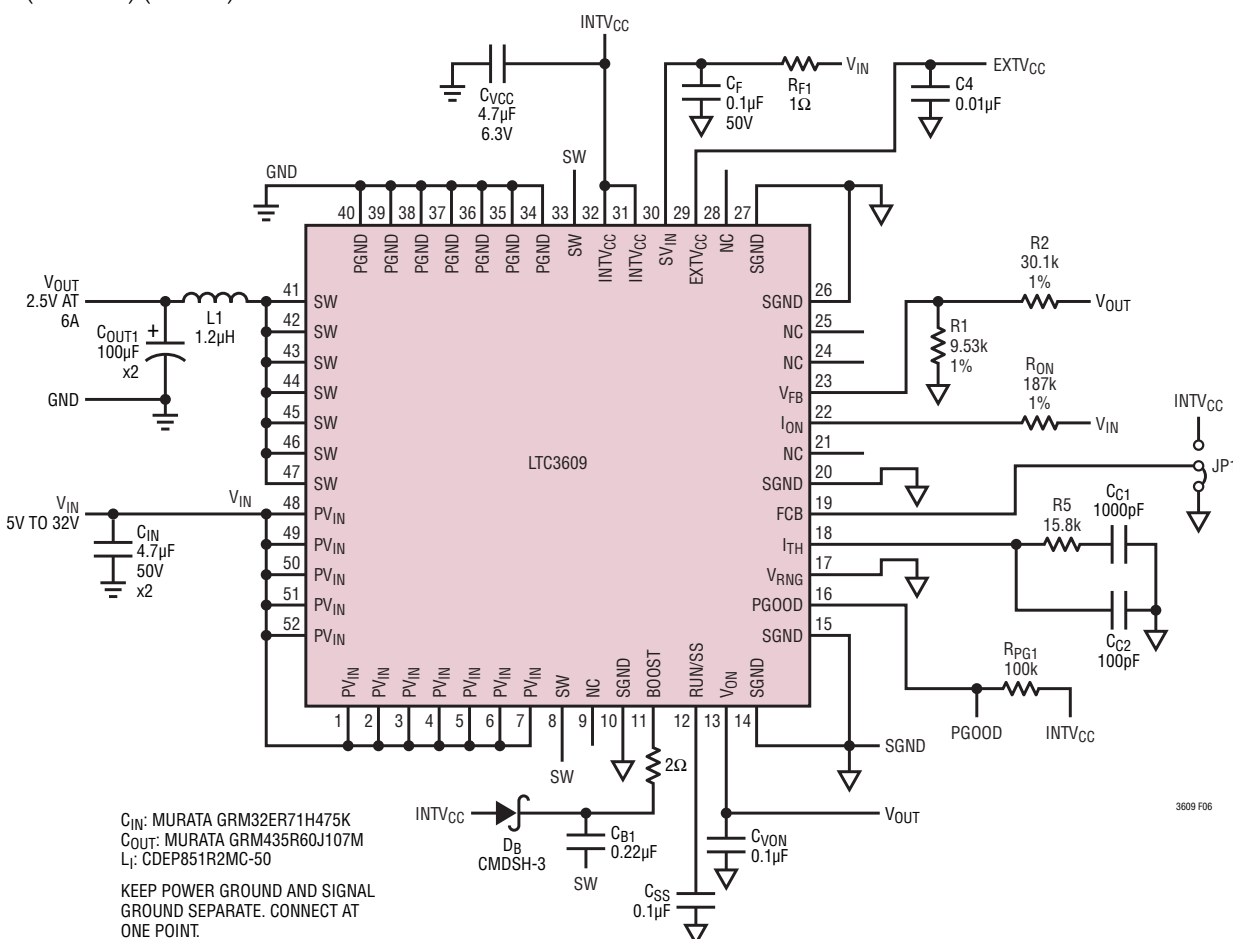 INTVCC
CVCC
4.7µF
6.3V
CF
0.1µF
50V
RF1
1Ω
VIN
EXTVCC
C4
0.01µF
SW
GND
40 39 38 37 36 35 34 33 32 31 30 29 28 27
PGND PGND PGND PGND PGND PGND PGND SW INTVCC INTVCC SVIN EXTVCC NC SGND
VOUT
2.5V AT
6A
COUT1
100µF
x2
+
L1
1.2µH
GND
VIN
5V TO 32V
CIN
4.7µF
50V
x2
VIN
41 SW
42 SW
43 SW
44 SW
45 SW
46 SW
47 SW
48 PVIN
49 PVIN
50 PVIN
51 PVIN
52 PVIN
LTC3609
SGND 26
NC 25
NC 24
VFB 23
ION 22
NC 21
SGND 20
FCB 19
ITH 18
VRNG 17
PGOOD 16
SGND 15
R2
30.1k
1%
VOUT
R1
9.53k
1%
RON
187k
1%
VIN
INTVCC
JP1
R5
15.8k
CC1
1000pF
CC2
100pF
RPG1
100k
PGOOD
INTVCC
PVIN PVIN PVIN PVIN PVIN PVIN PVIN SW NC SGND BOOST RUN/SS VON SGND
1 2 3 4 5 6 7 8 9 10 11 12 13 14
SW
2Ω
SGND
INTVCC
DB
CMDSH-3
CB1
0.22µF
SW
VOUT
CVON
0.1µF
CSS
0.1µF
3609 F06
CIN: MURATA GRM32ER71H475K
COUT: MURATA GRM435R60J107M
LI: CDEP851R2MC-50
KEEP POWER GROUND AND SIGNAL
GROUND SEPARATE. CONNECT AT
ONE POINT.